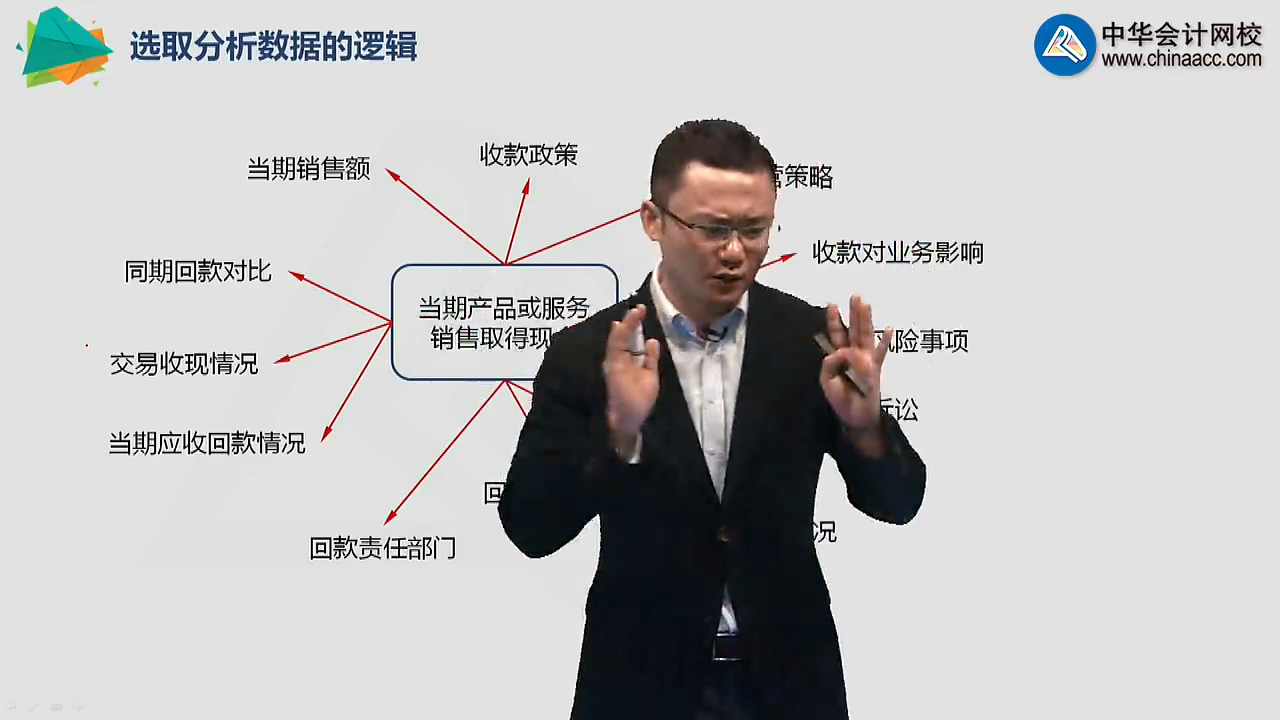 选取分析数据的逻辑
中华会计网校
www.chinaacc.com
当期销售额
收款政策
营策略
同期回款对比
收款对业务影响
当期产品或服务
销售取得现
交易收现情况
风险事项
当期应收回款情况
诉讼
回
况
回款责任部门